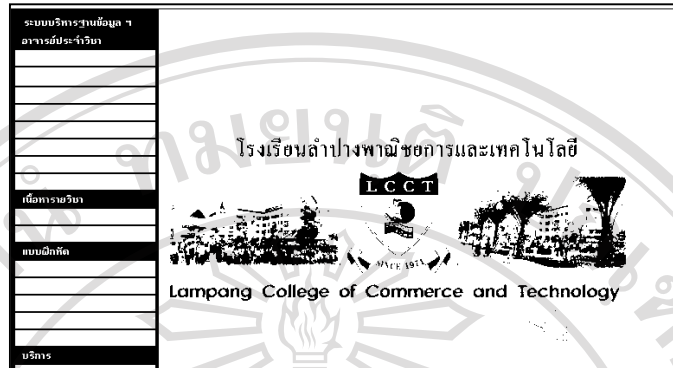 ระบบบริหารฐานข้อมูล ฯ
อาจารย์ประจำวิชา
เนื้อหารายวิชา
แบบฝึกหัด
บริการ
โรงเรียนลำปางพาณิชยการและเทคโนโลยี
LCCT
SINCE 1971
Lampang College of Commerce and Technology